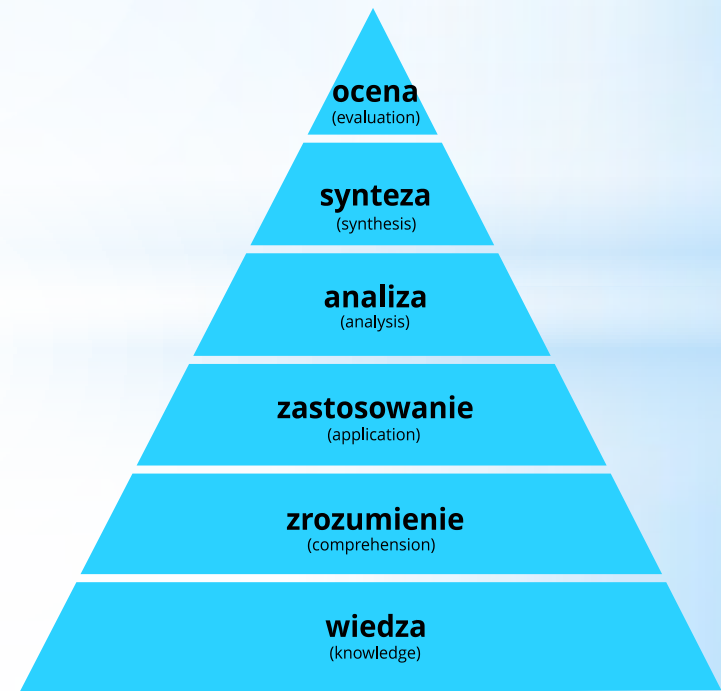 ocena
(evaluation)
synteza
(synthesis)
analiza
(analysis)
zastosowanie
(application)
zrozumienie
(comprehension)
wiedza
(knowledge)